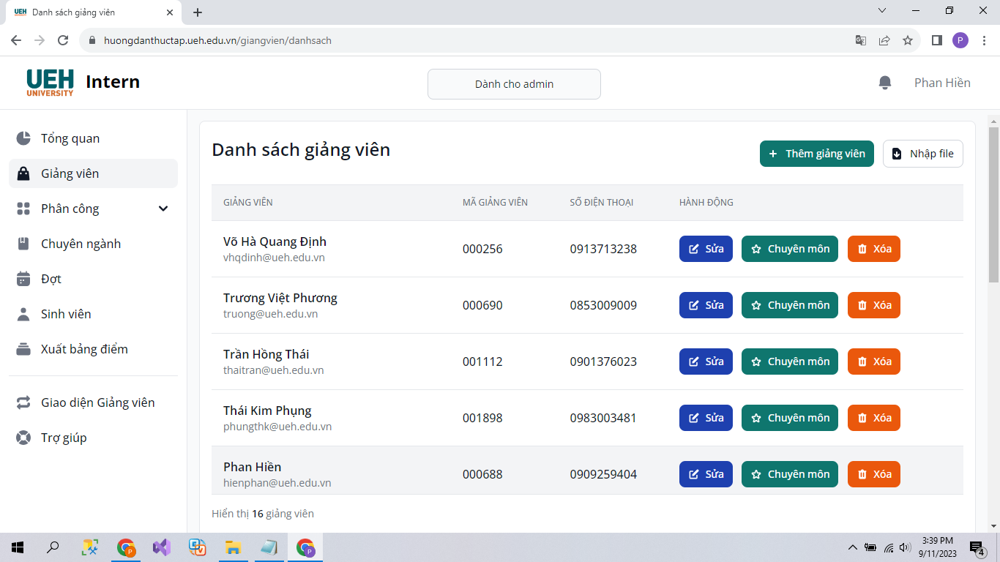 UEH UNIVERSITY Danh sách giảng viên
huongdanthuctap.ueh.edu.vn/giangvien/danhsach
P
UEH
UNIVERSITY
Intern
Dành cho admin
Phan Hiền
Tổng quan
Giảng viên
Phân công
Chuyên ngành
Đợt
Sinh viên
Xuất bảng điểm
Giao diện Giảng viên
Trợ giúp
Danh sách giảng viên
+ Thêm giảng viên
Nhập file
GIẢNG VIÊN MÃ GIẢNG VIÊN SỐ ĐIỆN THOẠI HÀNH ĐỘNG
Võ Hà Quang Định
vhqdinh@ueh.edu.vn
000256 0913713238 Sửa Chuyên môn Xóa
Trương Việt Phương
truong@ueh.edu.vn
000690 0853009009 Sửa Chuyên môn Xóa
Trần Hồng Thái
thaitran@ueh.edu.vn
001112 0901376023 Sửa Chuyên môn Xóa
Thái Kim Phụng
phungthk@ueh.edu.vn
001898 0983003481 Sửa Chuyên môn Xóa
Phan Hiền
hienphan@ueh.edu.vn
000688 0909259404 Sửa Chuyên môn Xóa
Hiển thị 16 giảng viên
P
P
3:39 PM
9/11/2023
4